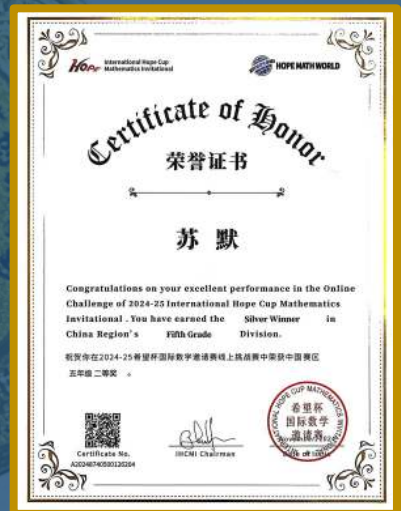 HOPE International Hope Cup
Mathematics Invitational
HOPE MATH WORLD
Certificate of Honor
荣誉证书
苏 默
Congratulations on your excellent performance in the Online
Challenge of 2024-25 International Hope Cup Mathematics
Invitational . You have earned the Silver Winner in
China Region's Fifth Grade Division.
祝贺你在2024-25希望杯国际数学邀请赛线上挑战赛中荣获中国赛区
五年级 二等奖 。
希望杯
国际数学
邀请赛
Certificate No.
IHCMI Chairman